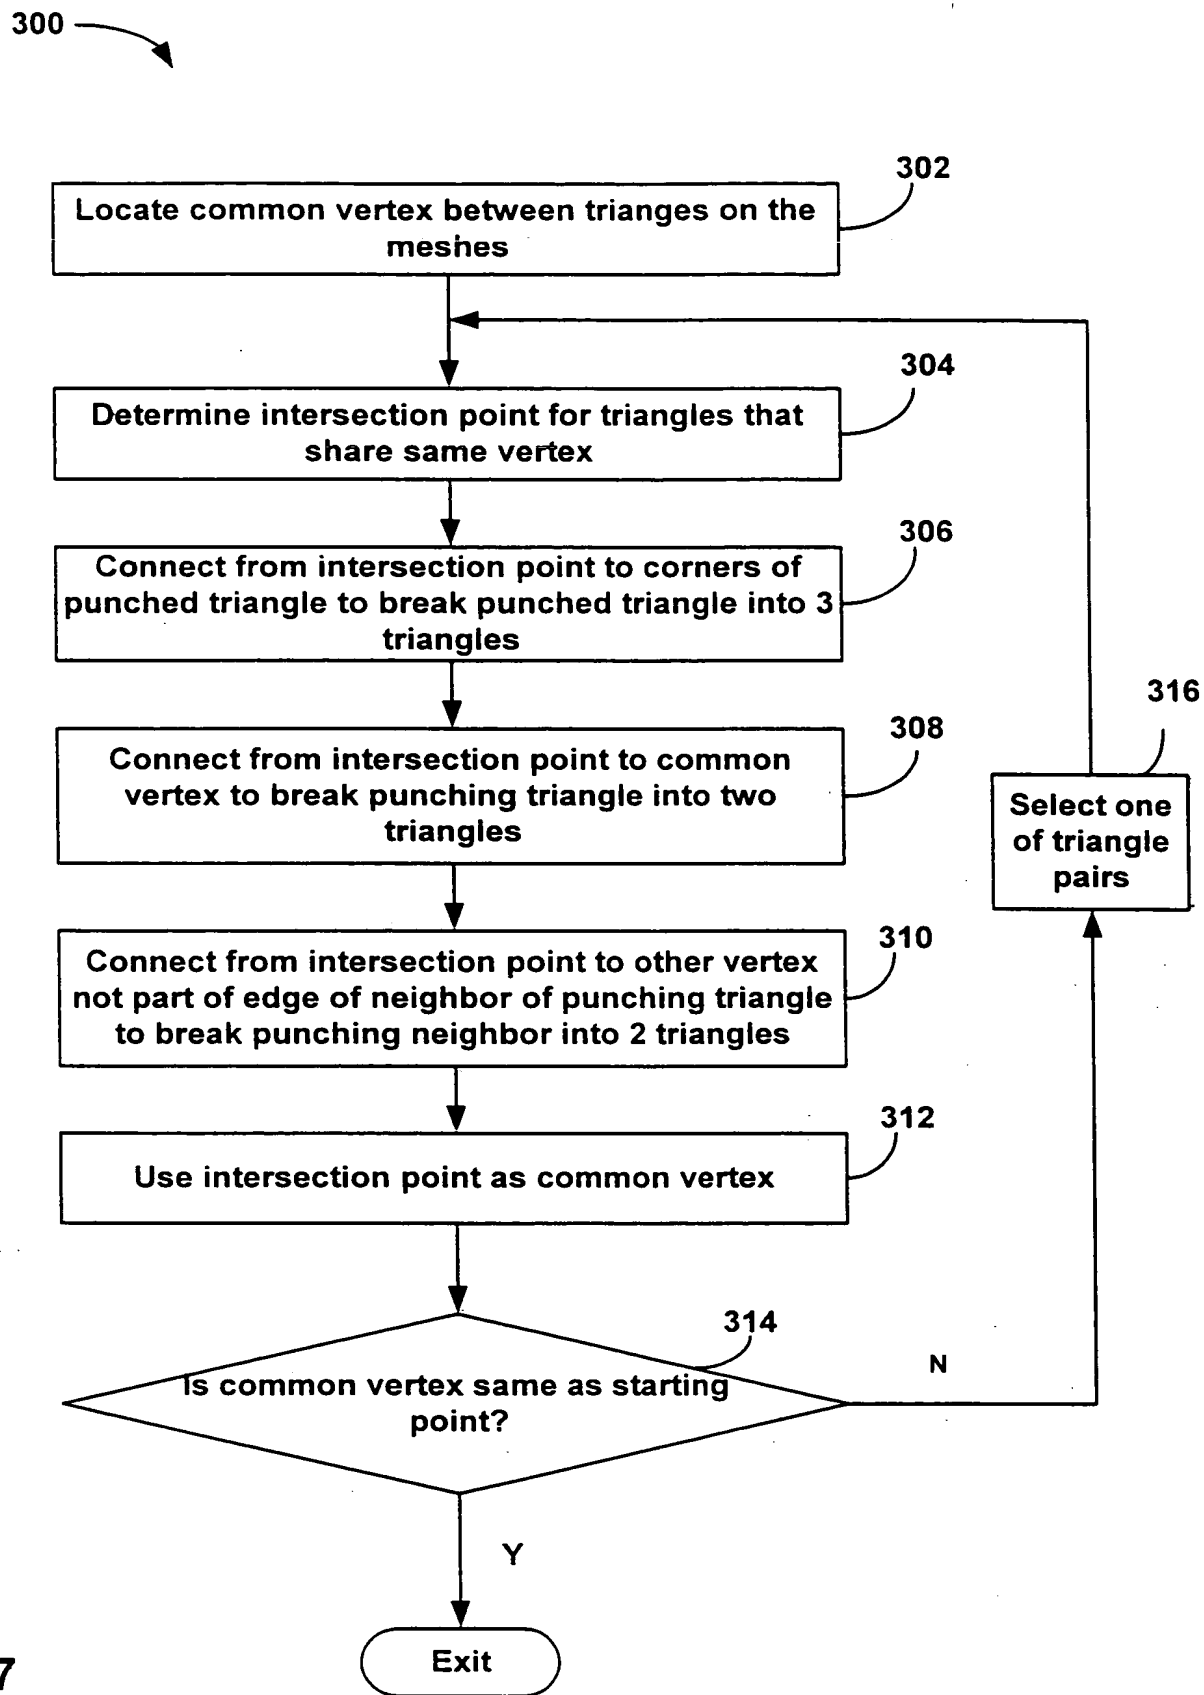 300
302
Locate common vertex between trianges on the
meshes
304
Determine intersection point for triangles that
share same vertex
306
Connect from intersection point to corners of
punched triangle to break punched triangle into 3
triangles
316
308
Connect from intersection point to common
vertex to break punching triangle into two
triangles
Select one
of triangle
pairs
310
Connect from intersection point to other vertex
not part of edge of neighbor of punching triangle
to break punching neighbor into 2 triangles
312
Use intersection point as common vertex
314
N
Is common vertex same as starting
point?
Y
Exit
7